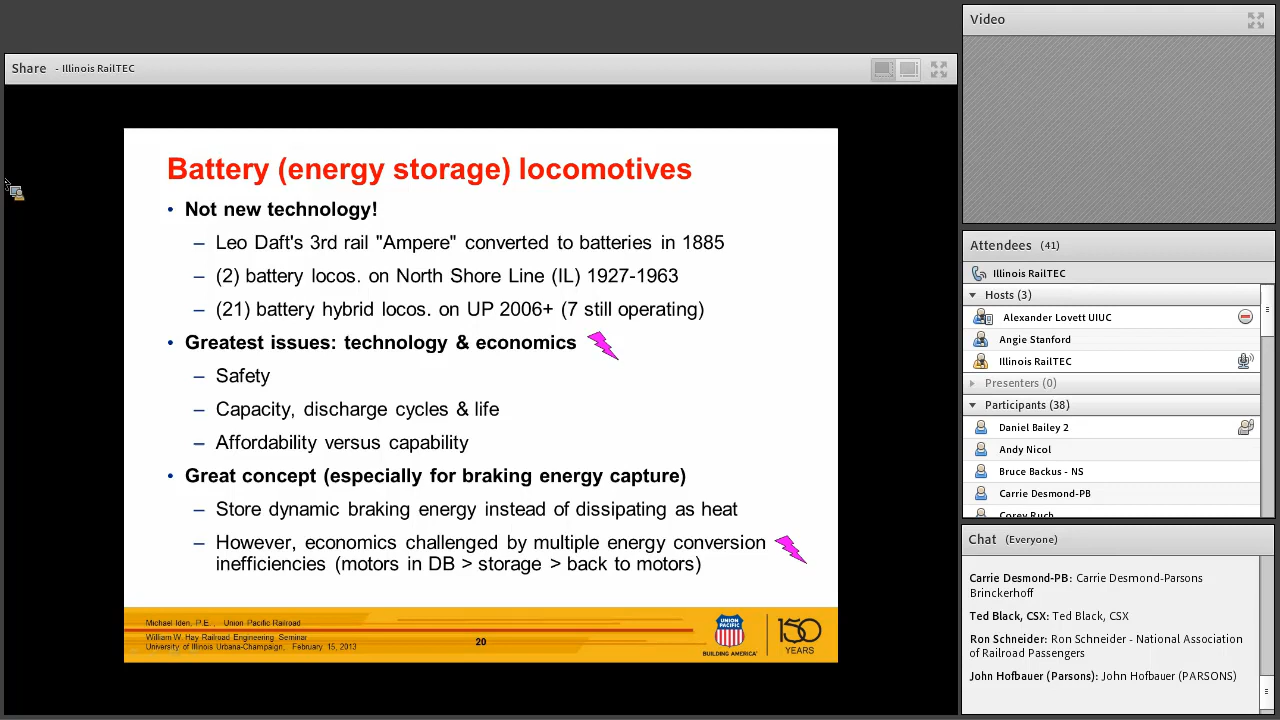 Share - Illinois RailTEC
Battery (energy storage) locomotives
• Not new technology!
– Leo Daft's 3rd rail "Ampere" converted to batteries in 1885
– (2) battery locos. on North Shore Line (IL) 1927-1963
– (21) battery hybrid locos. on UP 2006+ (7 still operating)
• Greatest issues: technology & economics
– Safety
– Capacity, discharge cycles & life
– Affordability versus capability
• Great concept (especially for braking energy capture)
– Store dynamic braking energy instead of dissipating as heat
– However, economics challenged by multiple energy conversion
inefficiencies (motors in DB > storage > back to motors)
Michael Iden, P.E., Union Pacific Railroad
William W. Hay Railroad Engineering Seminar
University of Illinois Urbana-Champaign, February 15, 2013
20
UNION
PACIFIC
BUILDING AMERICA®
150
YEARS
Video
Attendees (41)
Illinois RailTEC
Hosts (3)
Alexander Lovett UIUC
Angie Stanford
Illinois RailTEC
Presenters (0)
Participants (38)
Daniel Bailey 2
Andy Nicol
Bruce Backus - NS
Carrie Desmond-PB
Corey Ruch
Chat (Everyone)
Carrie Desmond-PB: Carrie Desmond-Parsons
Brinckerhoff
Ted Black, CSX: Ted Black, CSX
Ron Schneider: Ron Schneider - National Association
of Railroad Passengers
John Hofbauer (Parsons): John Hofbauer (PARSONS)